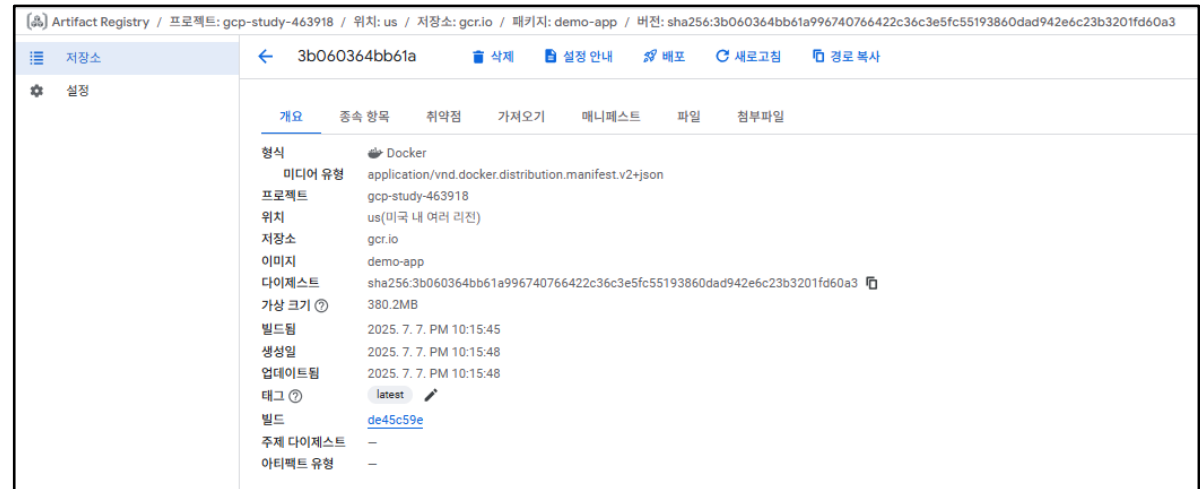 Artifact Registry / 프로젝트: gcp-study-463918 / 위치: us / 저장소: gcr.io / 패키지: demo-app / 버전: sha256:3b060364bb61a996740766422c36c3e5fc55193860dad942e6c23b3201fd60a3
저장소
설정
3b060364bb61a 삭제 설정 안내 배포 새로고침 경로 복사
개요 종속 항목 취약점 가져오기 매니페스트 파일 첨부파일
형식 Docker
미디어 유형 application/vnd.docker.distribution.manifest.v2+json
프로젝트 gcp-study-463918
위치 us(미국 내 여러 리전)
저장소 gcr.io
이미지 demo-app
다이제스트 sha256:3b060364bb61a996740766422c36c3e5fc55193860dad942e6c23b3201fd60a3
가상 크기 380.2MB
빌드됨 2025. 7. 7. PM 10:15:45
생성일 2025. 7. 7. PM 10:15:48
업데이트됨 2025. 7. 7. PM 10:15:48
태그 latest
빌드 de45c59e
주제 다이제스트 —
아티팩트 유형 —